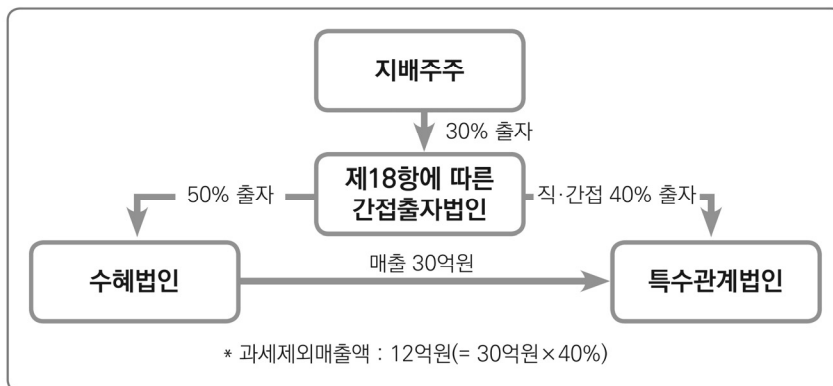 지배주주
30% 출자
제18항에 따른
간접출자법인
50% 출자
직·간접 40% 출자
수혜법인
매출 30억원
특수관계법인
* 과세제외매출액 : 12억원(= 30억원×40%)